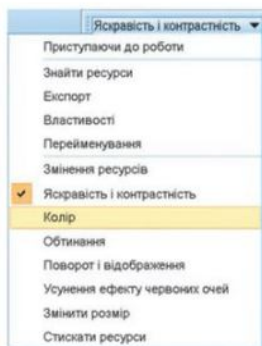 Яскравість і контрастність
Приступаючи до роботи
Знайти ресурси
Експорт
Властивості
Перейменування
Змінення ресурсів
Яскравість і контрастність
Колір
Обтинання
Поворот і відображення
Усунення ефекту червоних очей
Змінити розмір
Стискати ресурси